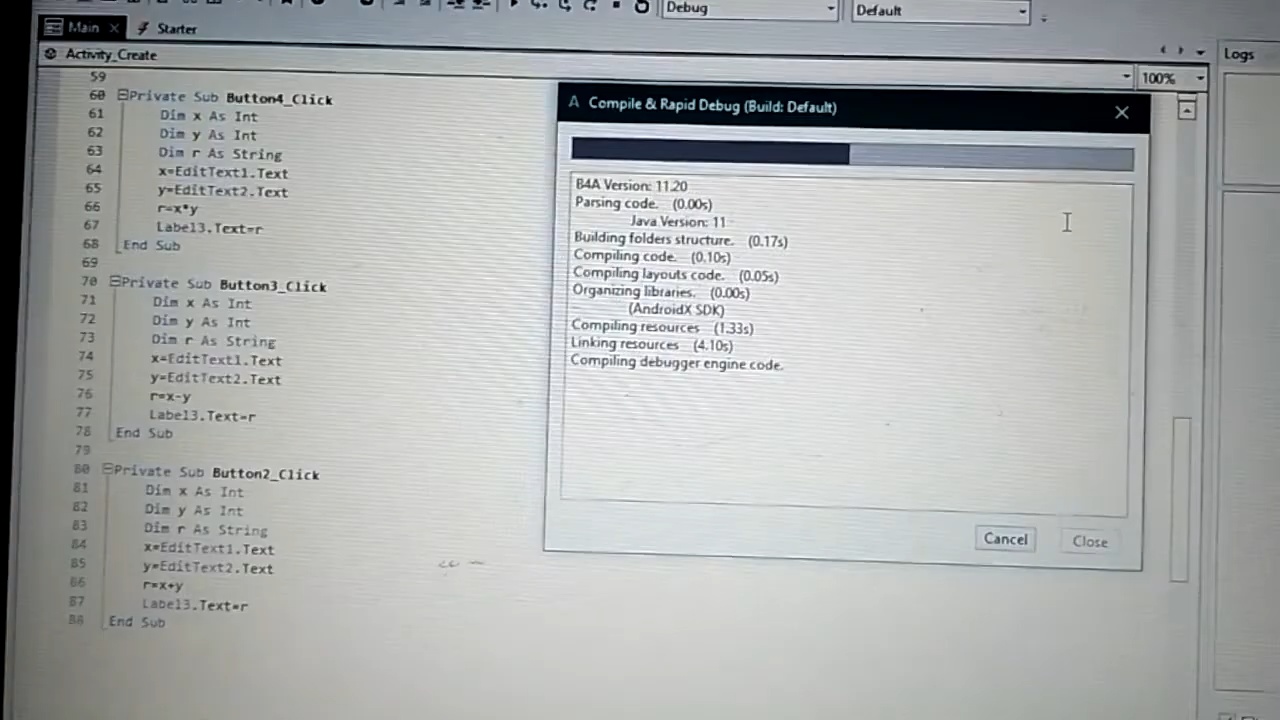 Debug
Default
Main
Starter
Activity_Create
Logs
100%
59
60 Private Sub Button4_Click
61 Dim x As Int
62 Dim y As Int
63 Dim r As String
64 x=EditText1.Text
65 y=EditText2.Text
66 r=x*y
67 Label3.Text=r
68 End Sub
69
70 Private Sub Button3_Click
71 Dim x As Int
72 Dim y As Int
73 Dim r As String
74 x=EditText1.Text
75 y=EditText2.Text
76 r=x-y
77 Label3.Text=r
78 End Sub
79
80 Private Sub Button2_Click
81 Dim x As Int
82 Dim y As Int
83 Dim r As String
84 x=EditText1.Text
85 y=EditText2.Text
86 r=x+y
87 Label3.Text=r
88 End Sub
A Compile & Rapid Debug (Build: Default)
B4A Version: 11.20
Parsing code. (0.00s)
Java Version: 11
Building folders structure. (0.17s)
Compiling code. (0.10s)
Compiling layouts code. (0.05s)
Organizing libraries. (0.00s)
(AndroidX SDK)
Compiling resources (1.33s)
Linking resources (4.10s)
Compiling debugger engine code.
Cancel
Close